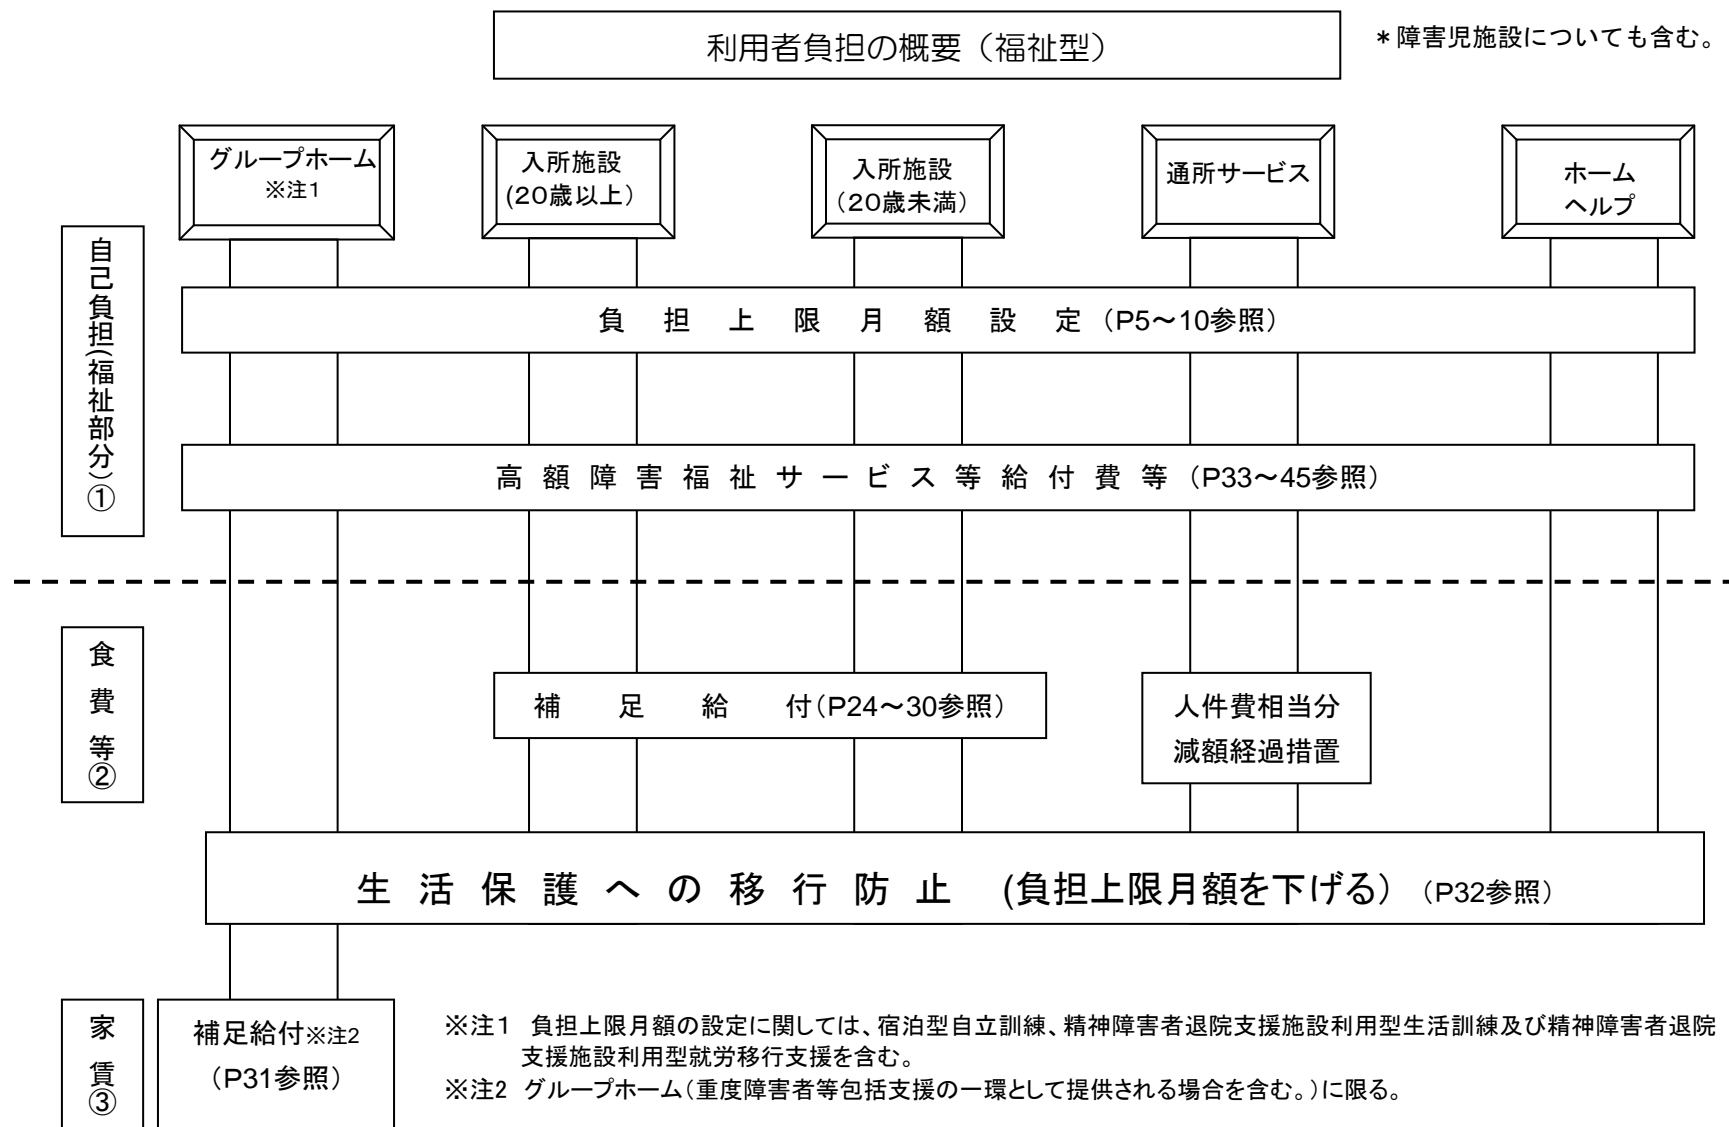 利用者負担の概要（福祉型）
＊障害児施設についても含む。
グループホーム
※注1
入所施設
(20歳以上）
入所施設
（20歳未満）
通所サービス
ホーム
ヘルプ
自己負担(福祉部分)①
負担上限月額設定（P5～10参照）
高額障害福祉サービス等給付費等（P33～45参照）
食費等②
補足給付（P24～30参照）
人件費相当分
減額経過措置
生活保護への移行防止 (負担上限月額を下げる）（P32参照）
家賃③
補足給付※注2
（P31参照）
※注1 負担上限月額の設定に関しては、宿泊型自立訓練、精神障害者退院支援施設利用型生活訓練及び精神障害者退院
支援施設利用型就労移行支援を含む。
※注2 グループホーム（重度障害者等包括支援の一環として提供される場合を含む。）に限る。